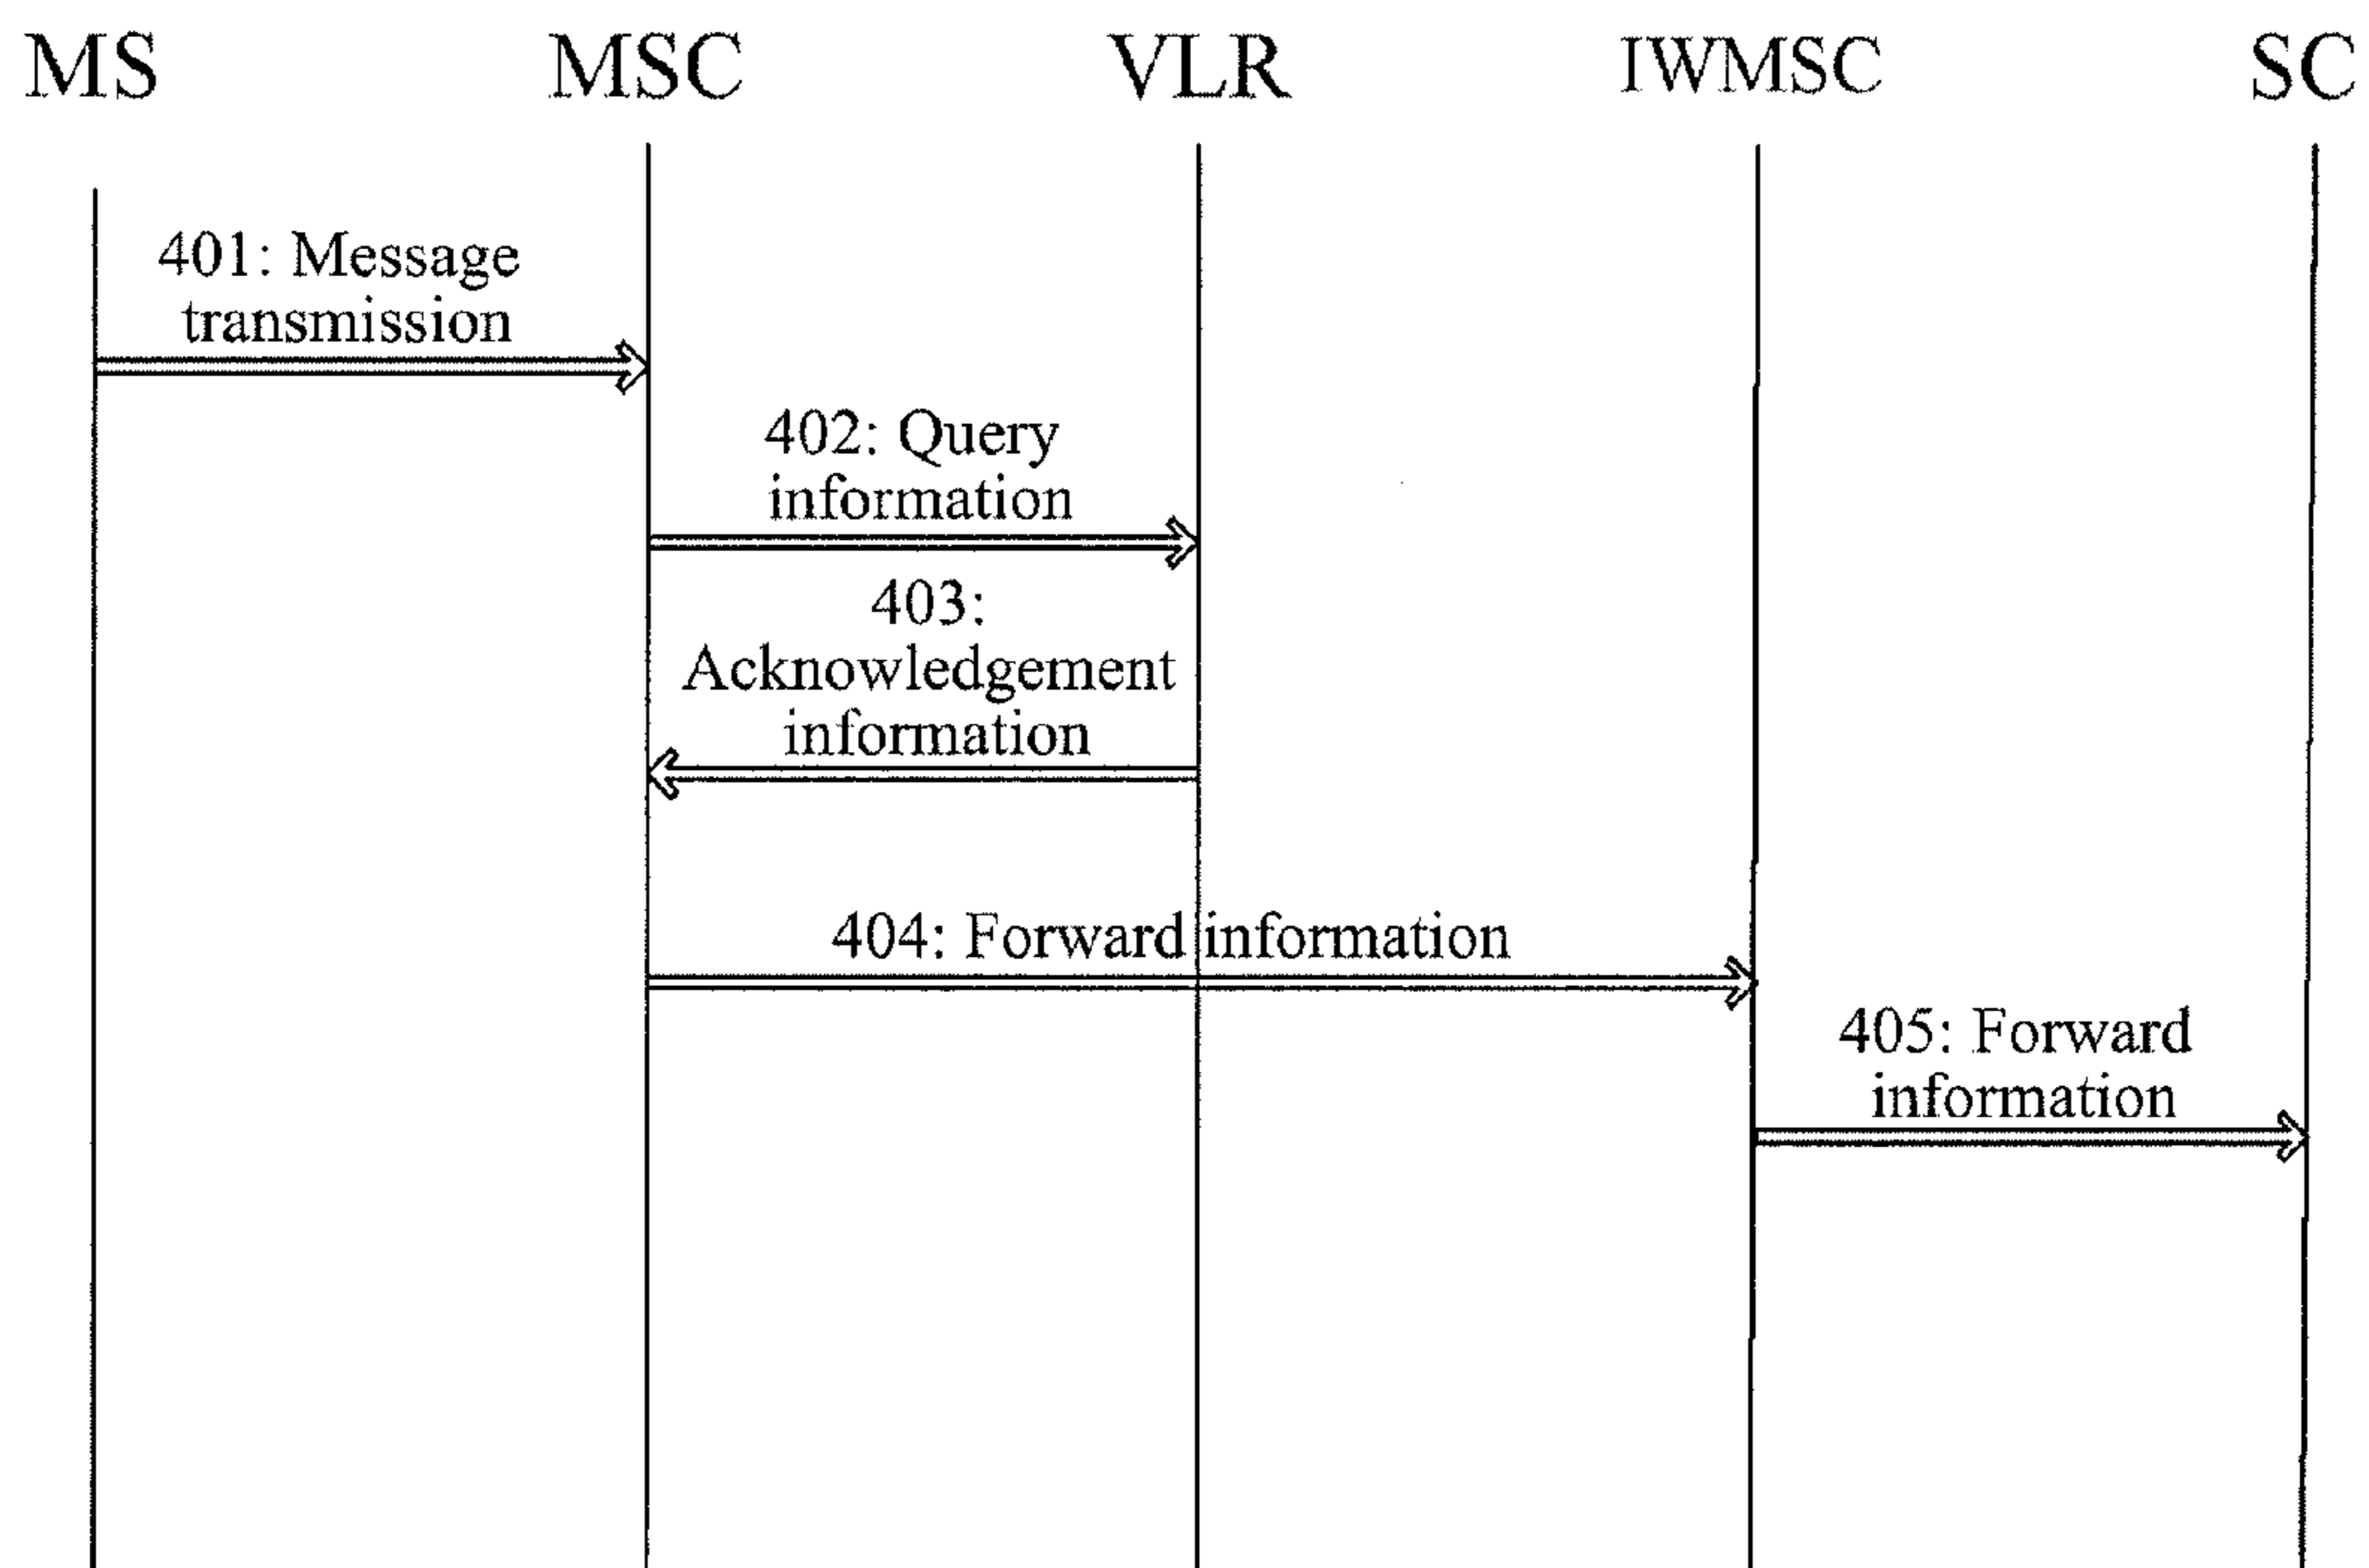 MS MSC VLR IWMSC SC
401: Message
transmission
402: Query
information
403:
Acknowledgement
information
404: Forward information
405: Forward
information